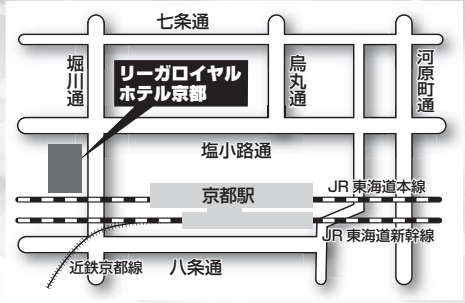 七条通
堀川通
リーガロイヤル
ホテル京都
烏丸通
河原町通
塩小路通
京都駅
JR 東海道本線
JR 東海道新幹線
近鉄京都線
八条通